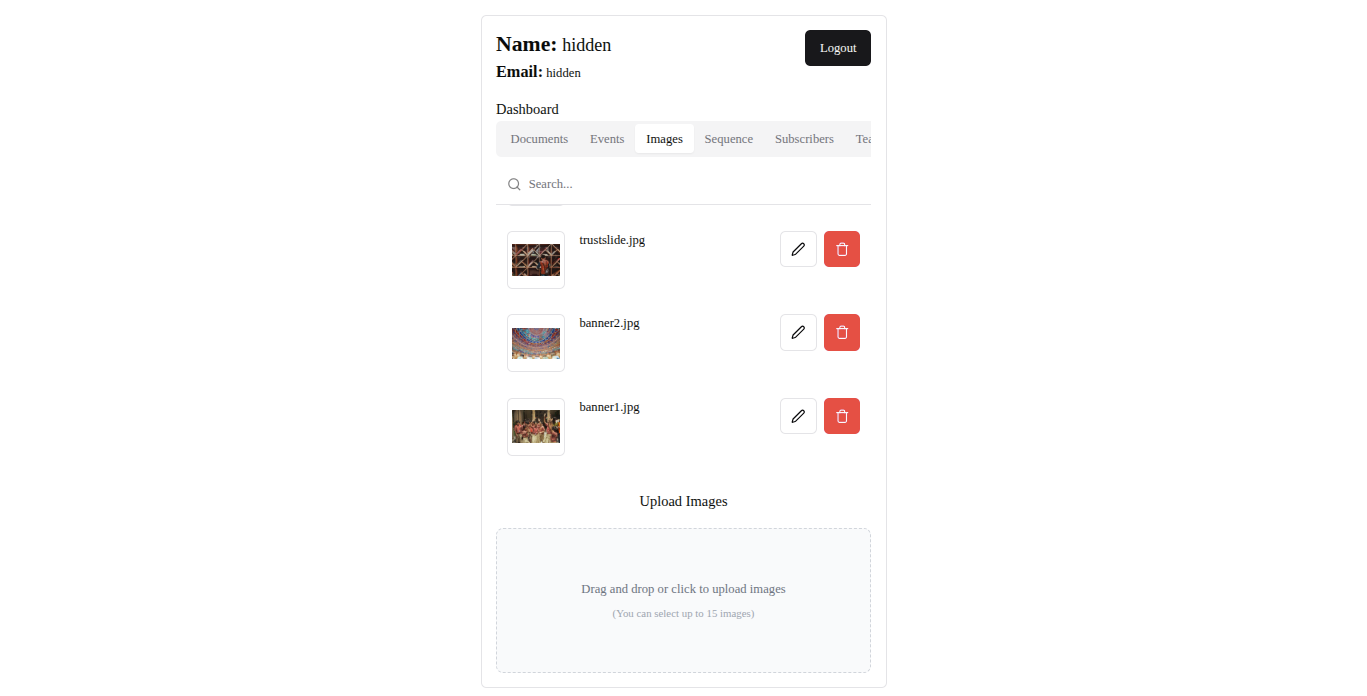 Name: hidden
Logout
Email: hidden
Dashboard
Documents Events Images Sequence Subscribers
Search...
trustslide.jpg
banner2.jpg
banner1.jpg
Upload Images
Drag and drop or click to upload images
(You can select up to 15 images)